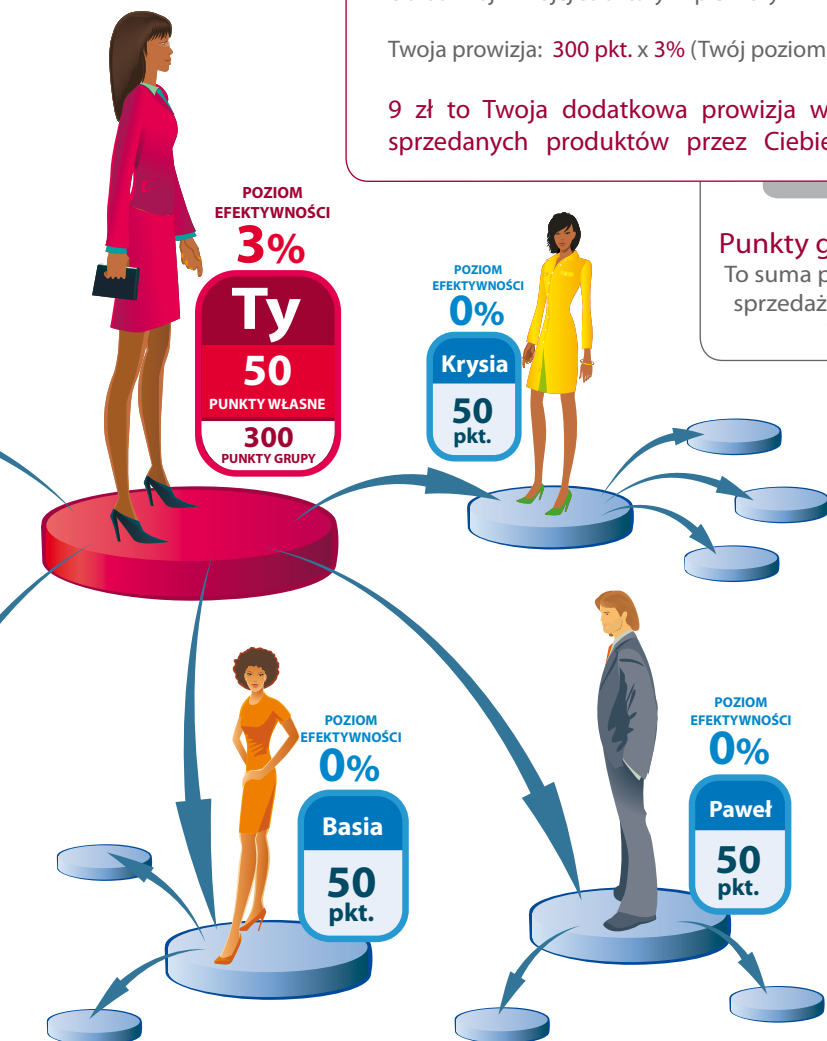 Twoja prowizja: 300 pkt. x 3% (Twój poziom
9 zł to Twoja dodatkowa prowizja w
sprzedanych produktów przez Ciebie
POZIOM
EFEKTYWNOŚCI
3%
Ty
50
PUNKTY WŁASNE
300
PUNKTY GRUPY
POZIOM
EFEKTYWNOŚCI
0%
Krysia
50
pkt.
Punkty g
To suma p
sprzedaż
POZIOM
EFEKTYWNOŚCI
0%
Basia
50
pkt.
POZIOM
EFEKTYWNOŚCI
0%
Paweł
50
pkt.